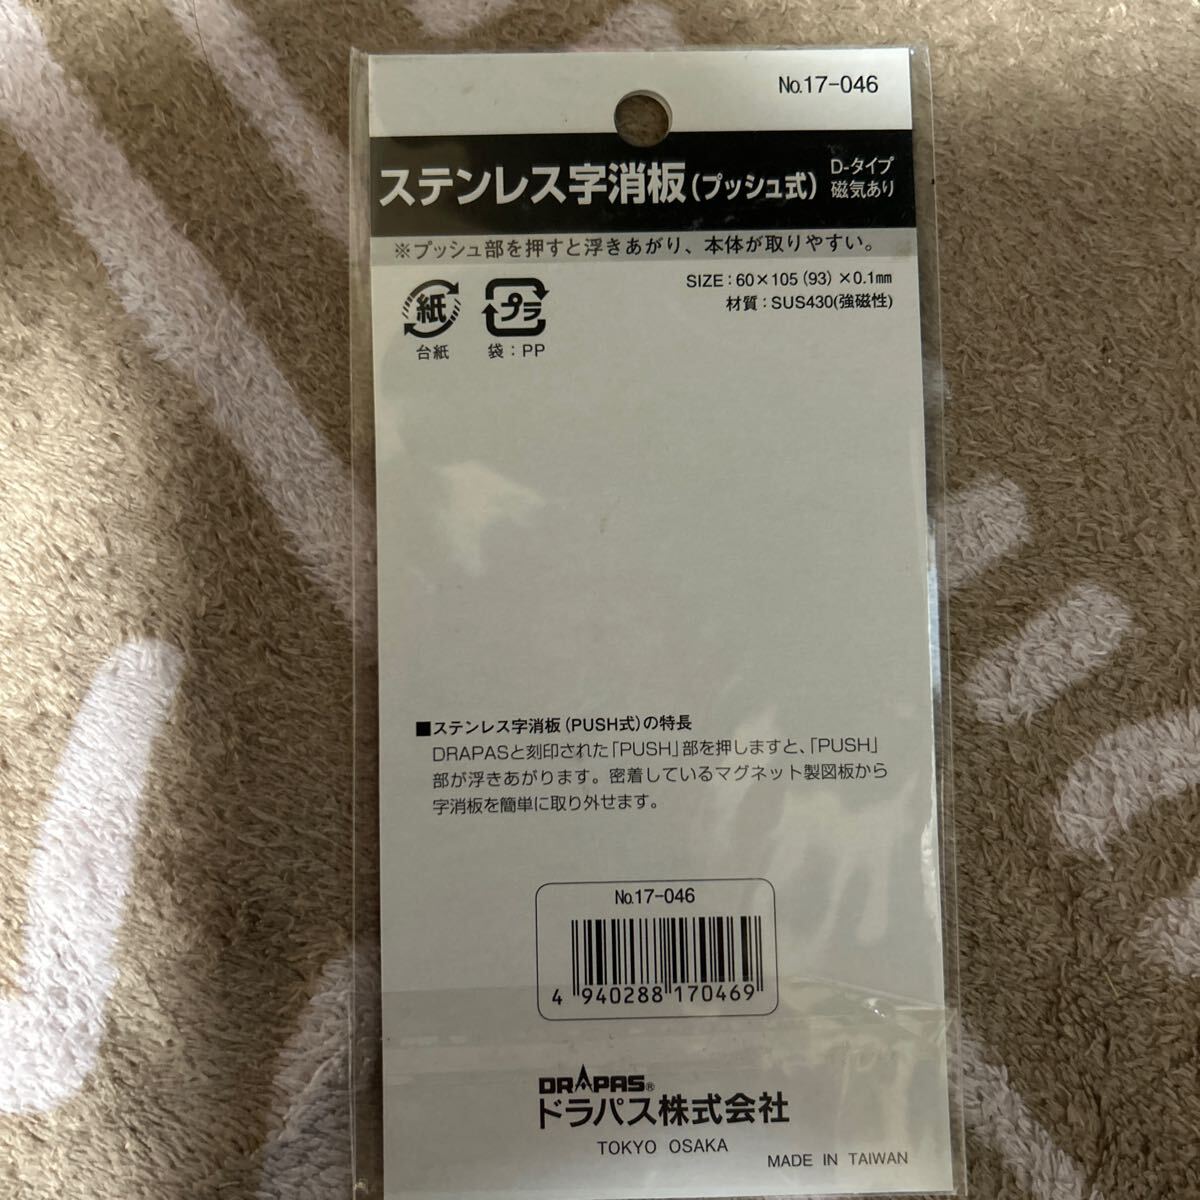 No.17-046
ステンレス字消板(プッシュ式) D-タイプ 磁気あり
※プッシュ部を押すと浮きあがり、本体が取りやすい。
SIZE:60×105(93)×0.1mm
材質:SUS430(強磁性)
紙 プラ
台紙 袋:PP
■ステンレス字消板(PUSH式)の特長
DRAPASと刻印された「PUSH」部を押しますと、「PUSH」
部が浮きあがります。密着しているマグネット製図板から
字消板を簡単に取り外せます。
No.17-046
4 940288 170469
DRAPAS®
ドラパス株式会社
TOKYO OSAKA
MADE IN TAIWAN